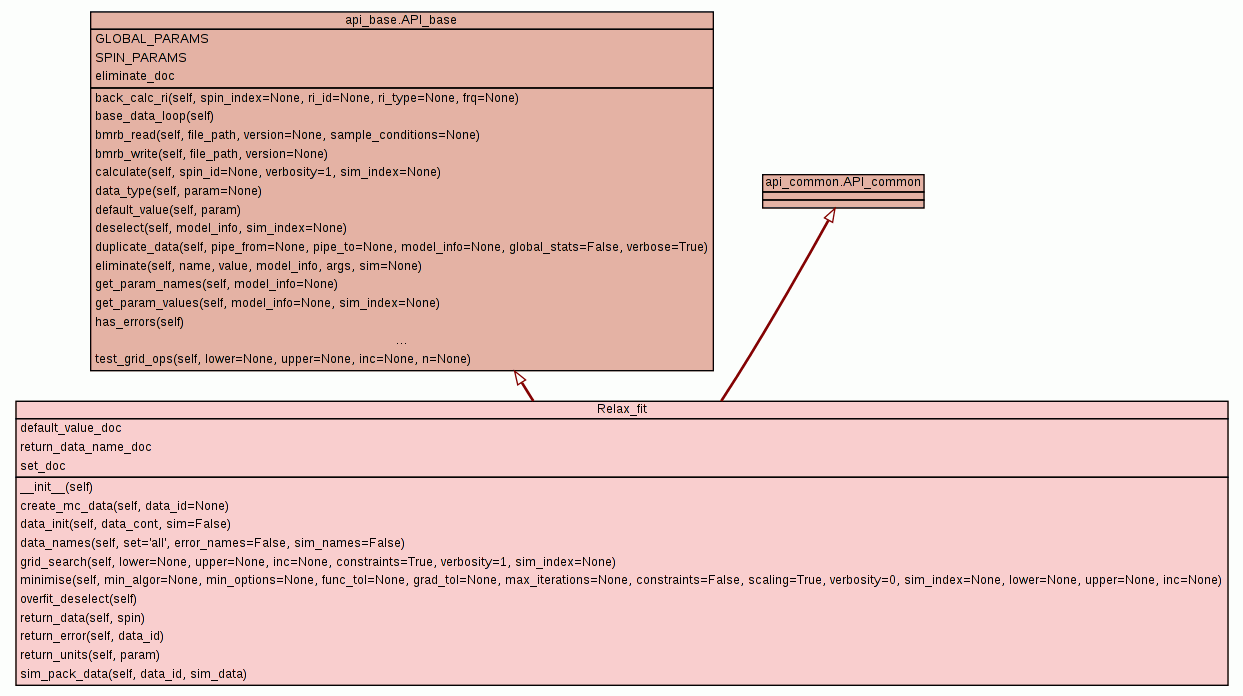 api_base.API_base
GLOBAL_PARAMS
SPIN_PARAMS
eliminate_doc
back_calc_ri(self, spin_index=None, ri_id=None, ri_type=None, frq=None)
base_data_loop(self)
bmrb_read(self, file_path, version=None, sample_conditions=None)
bmrb_write(self, file_path, version=None)
calculate(self, spin_id=None, verbosity=1, sim_index=None)
data_type(self, param=None)
default_value(self, param)
deselect(self, model_info, sim_index=None)
duplicate_data(self, pipe_from=None, pipe_to=None, model_info=None, global_stats=False, verbose=True)
eliminate(self, name, value, model_info, args, sim=None)
get_param_names(self, model_info=None)
get_param_values(self, model_info=None, sim_index=None)
has_errors(self)
...
test_grid_ops(self, lower=None, upper=None, inc=None, n=None)
api_common.API_common
Relax_fit
default_value_doc
return_data_name_doc
set_doc
__init__(self)
create_mc_data(self, data_id=None)
data_init(self, data_cont, sim=False)
data_names(self, set='all', error_names=False, sim_names=False)
grid_search(self, lower=None, upper=None, inc=None, constraints=True, verbosity=1, sim_index=None)
minimise(self, min_algor=None, min_options=None, func_tol=None, grad_tol=None, max_iterations=None, constraints=False, scaling=True, verbosity=0, sim_index=None, lower=None, upper=None, inc=None)
overfit_deselect(self)
return_data(self, spin)
return_error(self, data_id)
return_units(self, param)
sim_pack_data(self, data_id, sim_data)